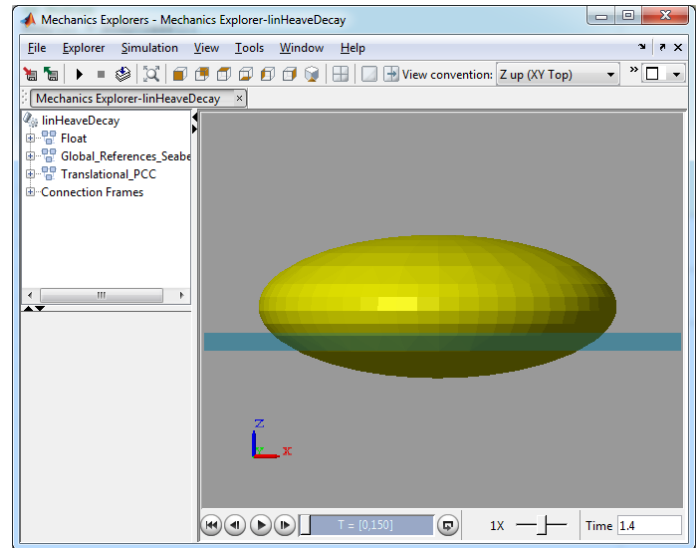 Mechanics Explorers - Mechanics Explorer-linHeaveDecay
File Explorer Simulation View Tools Window Help
View convention: Z up (XY Top)
Mechanics Explorer-linHeaveDecay
linHeaveDecay
Float
Global_References_Seabe
Translational_PCC
Connection Frames
Z
X
T = [0,150]
1X
Time 1.4